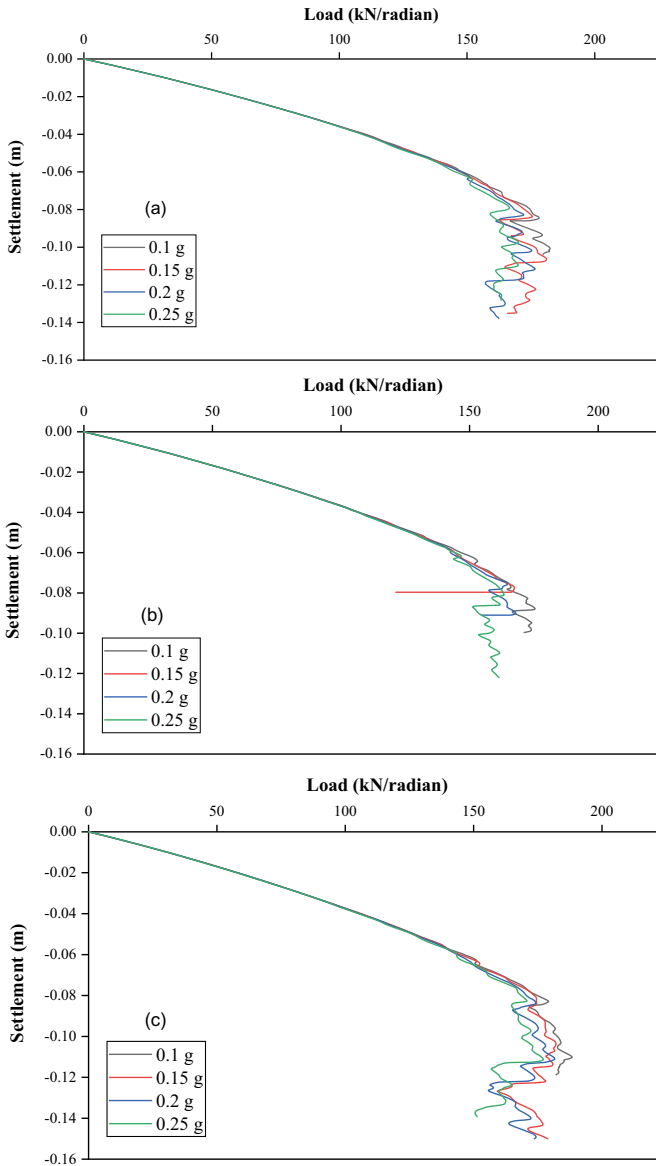 Load (kN/radian)
0 50 100 150 200
0.00
-0.02
-0.04
-0.06
-0.08
-0.10
-0.12
-0.14
-0.16
Settlement (m)
(a)
0.1 g
0.15 g
0.2 g
0.25 g
Load (kN/radian)
0 50 100 150 200
0.00
-0.02
-0.04
-0.06
-0.08
-0.10
-0.12
-0.14
-0.16
Settlement (m)
(b)
0.1 g
0.15 g
0.2 g
0.25 g
Load (kN/radian)
0 50 100 150 200
0.00
-0.02
-0.04
-0.06
-0.08
-0.10
-0.12
-0.14
-0.16
Settlement (m)
(c)
0.1 g
0.15 g
0.2 g
0.25 g